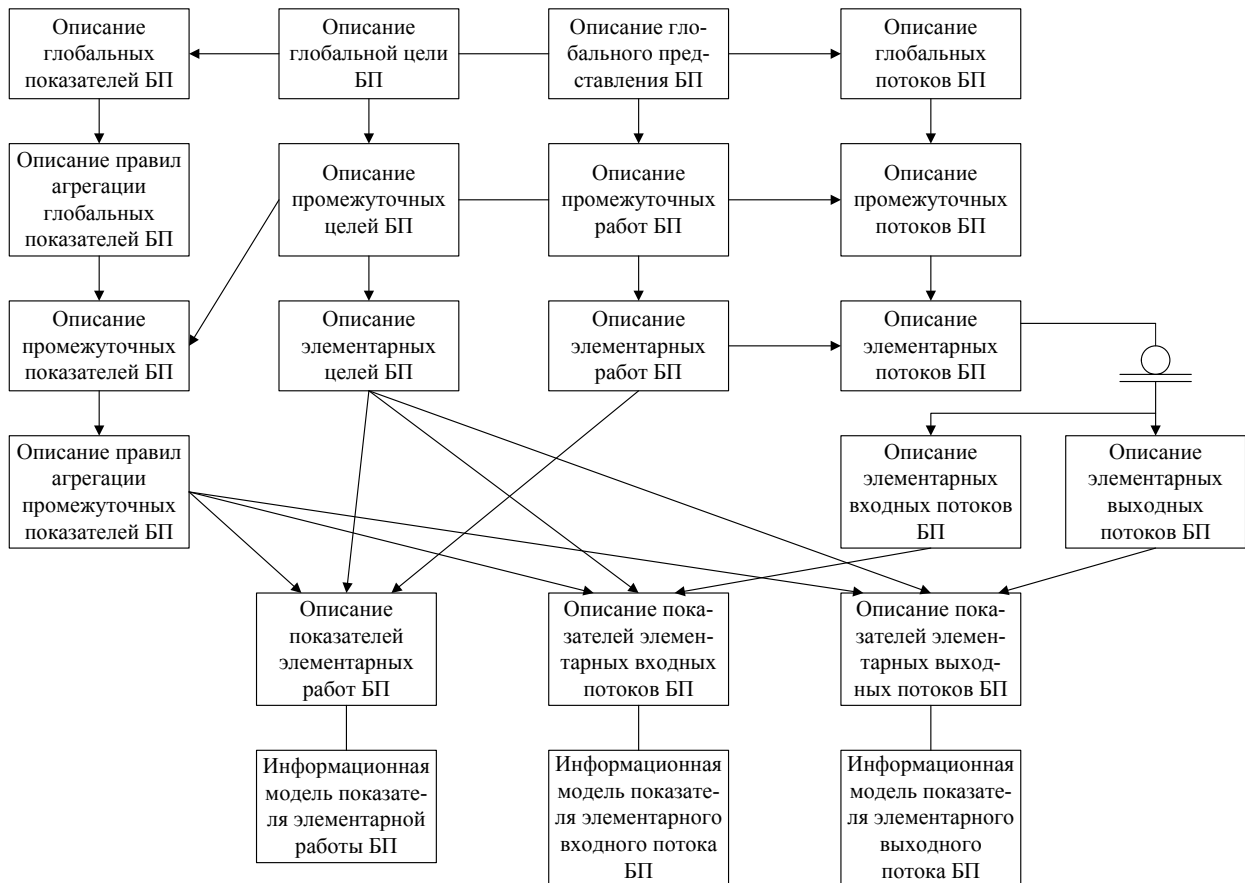 Описание
глобальных
показателей БП
Описание
глобальной цели
БП
Описание гло-
бального пред-
ставления БП
Описание
глобальных
потоков БП
Описание правил
агрегации
глобальных
показателей БП
Описание
промежуточных
целей БП
Описание
промежуточных
работ БП
Описание
промежуточных
потоков БП
Описание
промежуточных
показателей БП
Описание
элементарных
целей БП
Описание
элементарных
работ БП
Описание
элементарных
потоков БП
Описание правил
агрегации
промежуточных
показателей БП
Описание
элементарных
входных потоков
БП
Описание
элементарных
выходных
потоков БП
Описание
показателей
элементарных
работ БП
Описание пока-
зателей элемен-
тарных входных
потоков БП
Описание пока-
зателей элемен-
тарных выход-
ных потоков БП
Информационная
модель показате-
ля элементарной
работы БП
Информационная
модель показате-
ля элементарного
входного потока
БП
Информационная
модель показате-
ля элементарного
выходного
потока БП